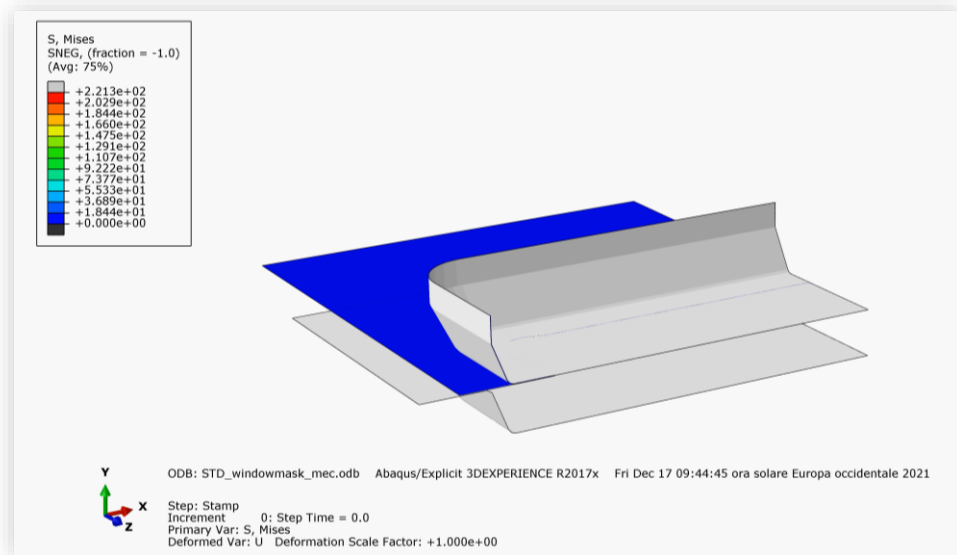 S, Mises
SNEG, (fraction = -1.0)
(Avg: 75%)
+2.213e+02
+2.029e+02
+1.844e+02
+1.660e+02
+1.475e+02
+1.291e+02
+1.107e+02
+9.222e+01
+7.377e+01
+5.533e+01
+3.689e+01
+1.844e+01
+0.000e+00
Y
X
Z
ODB: STD_windowmask_mec.odb Abaqus/Explicit 3DEXPERIENCE R2017x Fri Dec 17 09:44:45 ora solare Europa occidentale 2021
Step: Stamp
Increment 0: Step Time = 0.0
Primary Var: S, Mises
Deformed Var: U Deformation Scale Factor: +1.000e+00